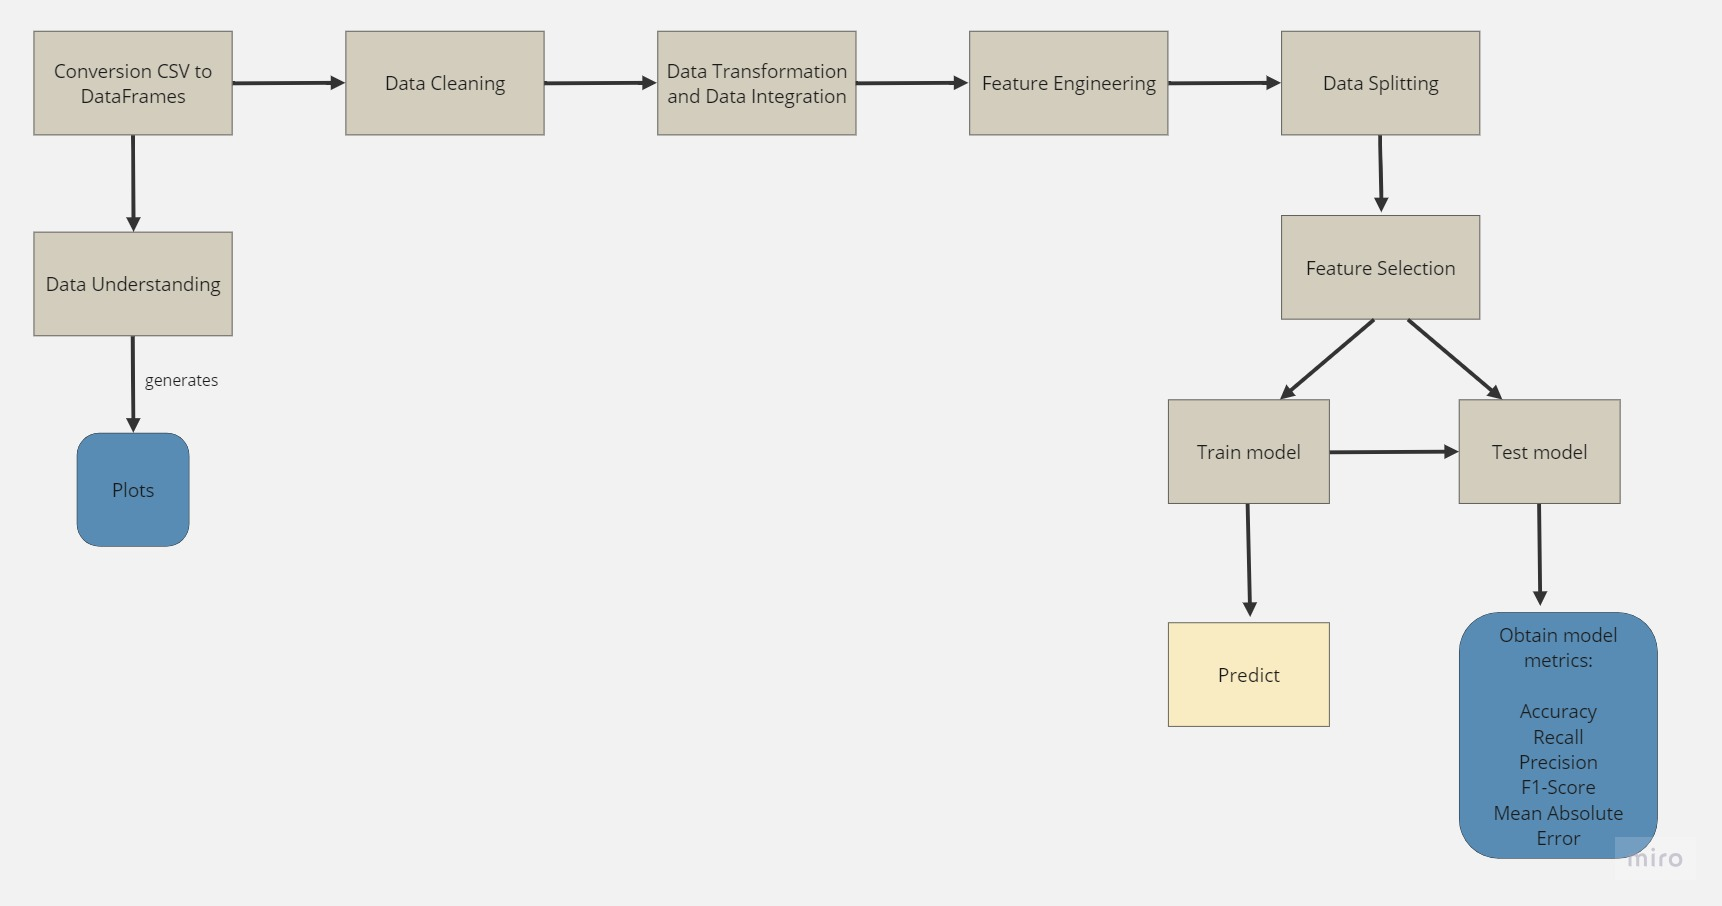 Conversion CSV to
DataFrames
Data Cleaning
Data Transformation
and Data Integration
Feature Engineering
Data Splitting
Data Understanding
Feature Selection
generates
Plots
Train model
Test model
Predict
Obtain model
metrics:
Accuracy
Recall
Precision
F1-Score
Mean Absolute
Error
miro